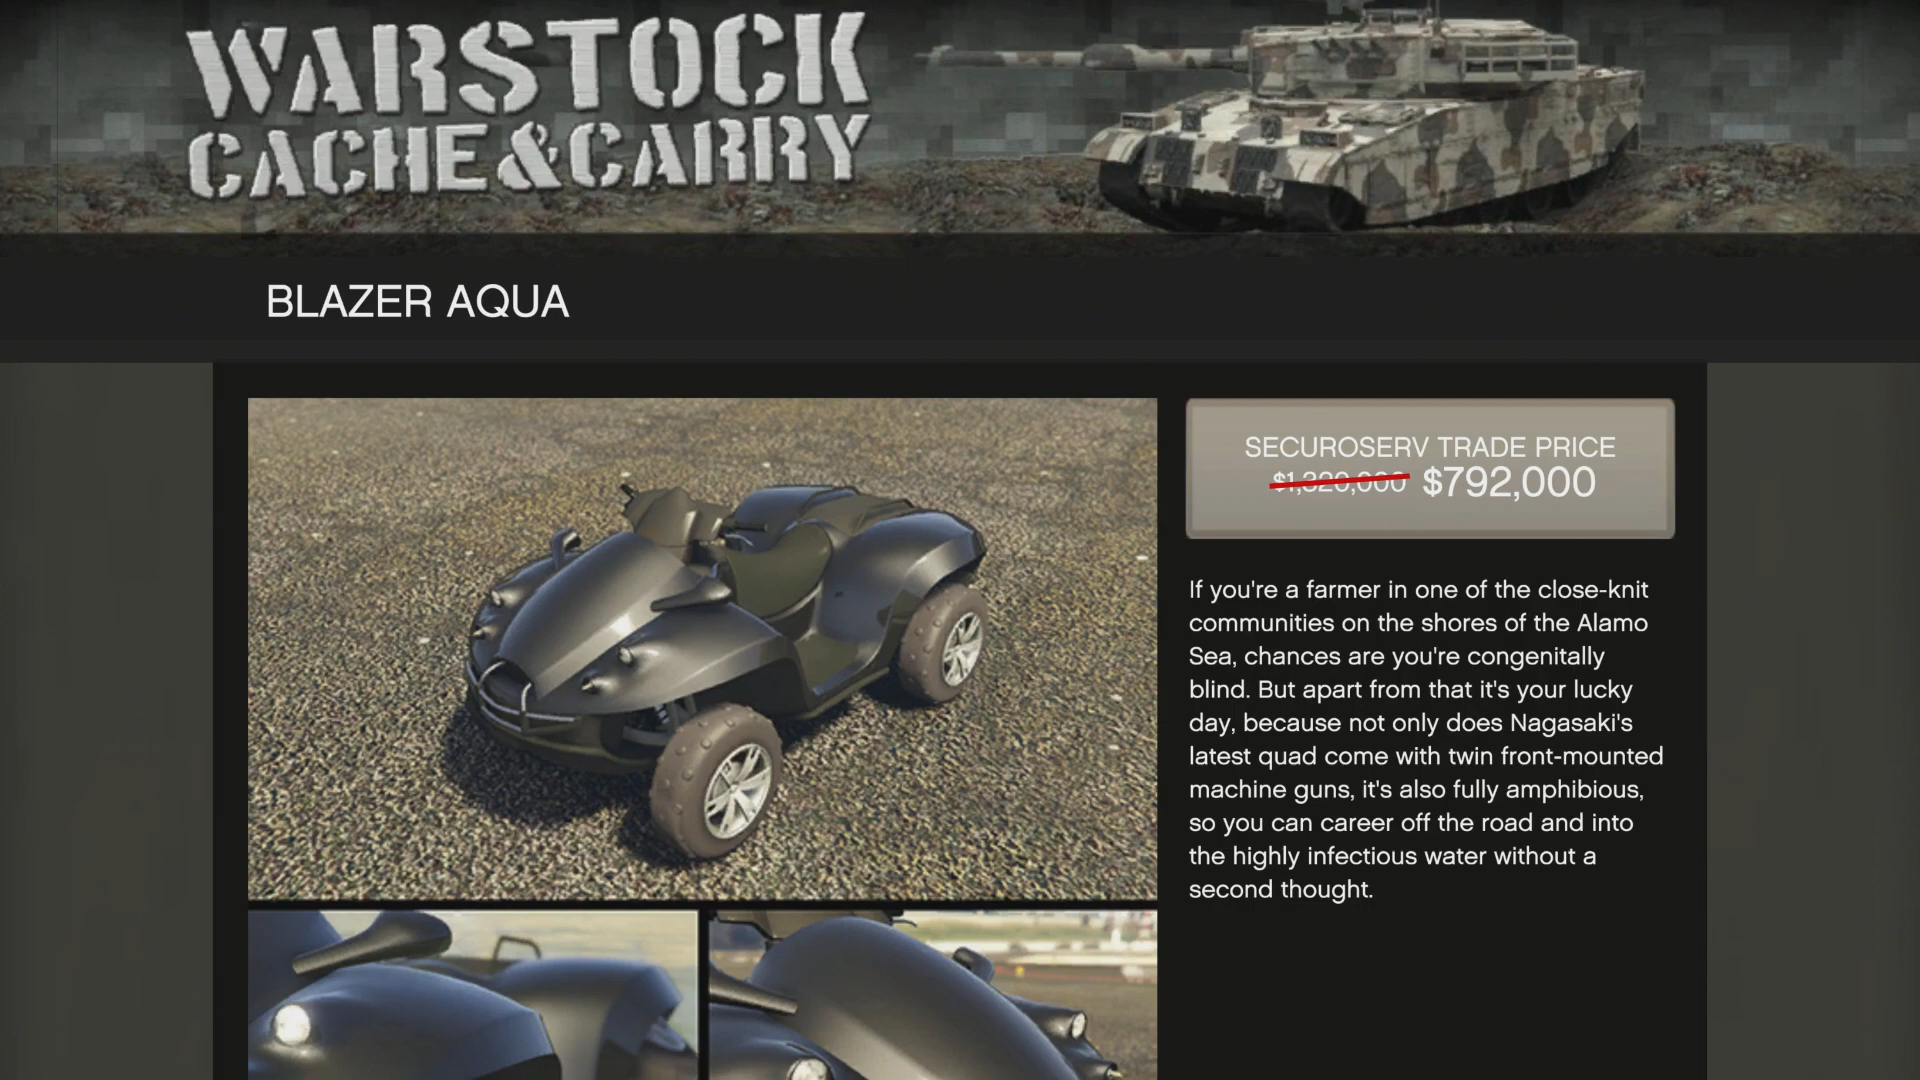 WARSTOCK
CACHE&CARRY
BLAZER AQUA
SECUROSERV TRADE PRICE
$1,320,000 $792,000
If you're a farmer in one of the close-knit
communities on the shores of the Alamo
Sea, chances are you're congenitally
blind. But apart from that it's your lucky
day, because not only does Nagasaki's
latest quad come with twin front-mounted
machine guns, it's also fully amphibious,
so you can career off the road and into
the highly infectious water without a
second thought.